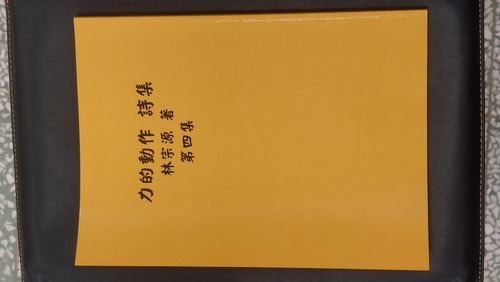 力的動作 詩集
林宗源 著
第四集